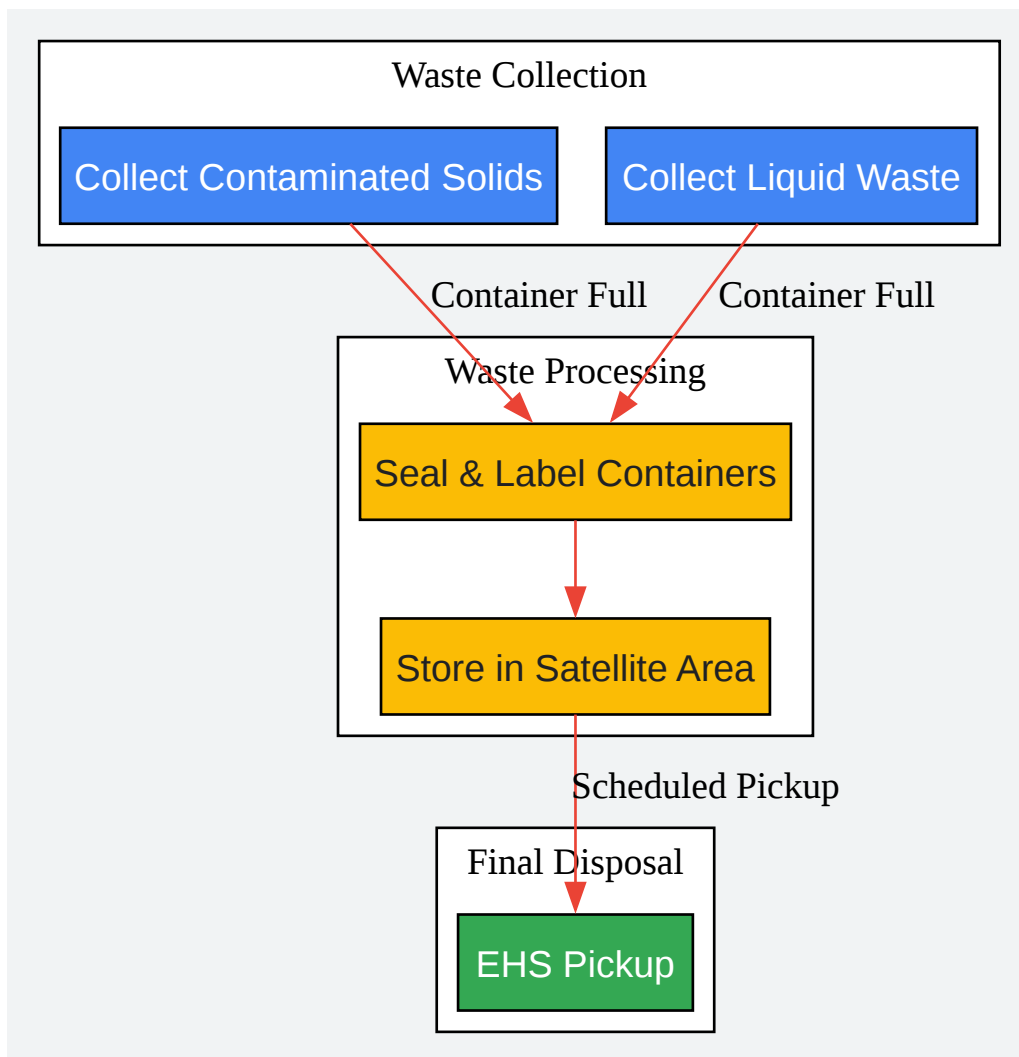 Waste Collection
Collect Contaminated Solids
Collect Liquid Waste
Container Full
Container Full
Waste Processing
Seal & Label Containers
Store in Satellite Area
Scheduled Pickup
Final Disposal
EHS Pickup